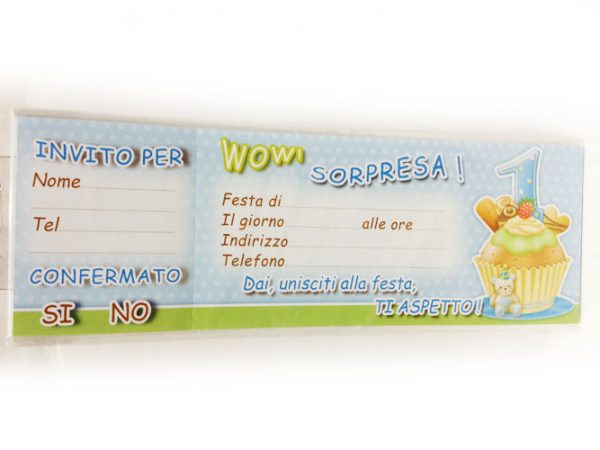 INVITO PER
Nome
Tel
CONFERMATO
SI NO
WOW!
SORPRESA !
Festa di
Il giorno alle ore
Indirizzo
Telefono
Dai, unisciti alla festa,
TI ASPETTO !
1